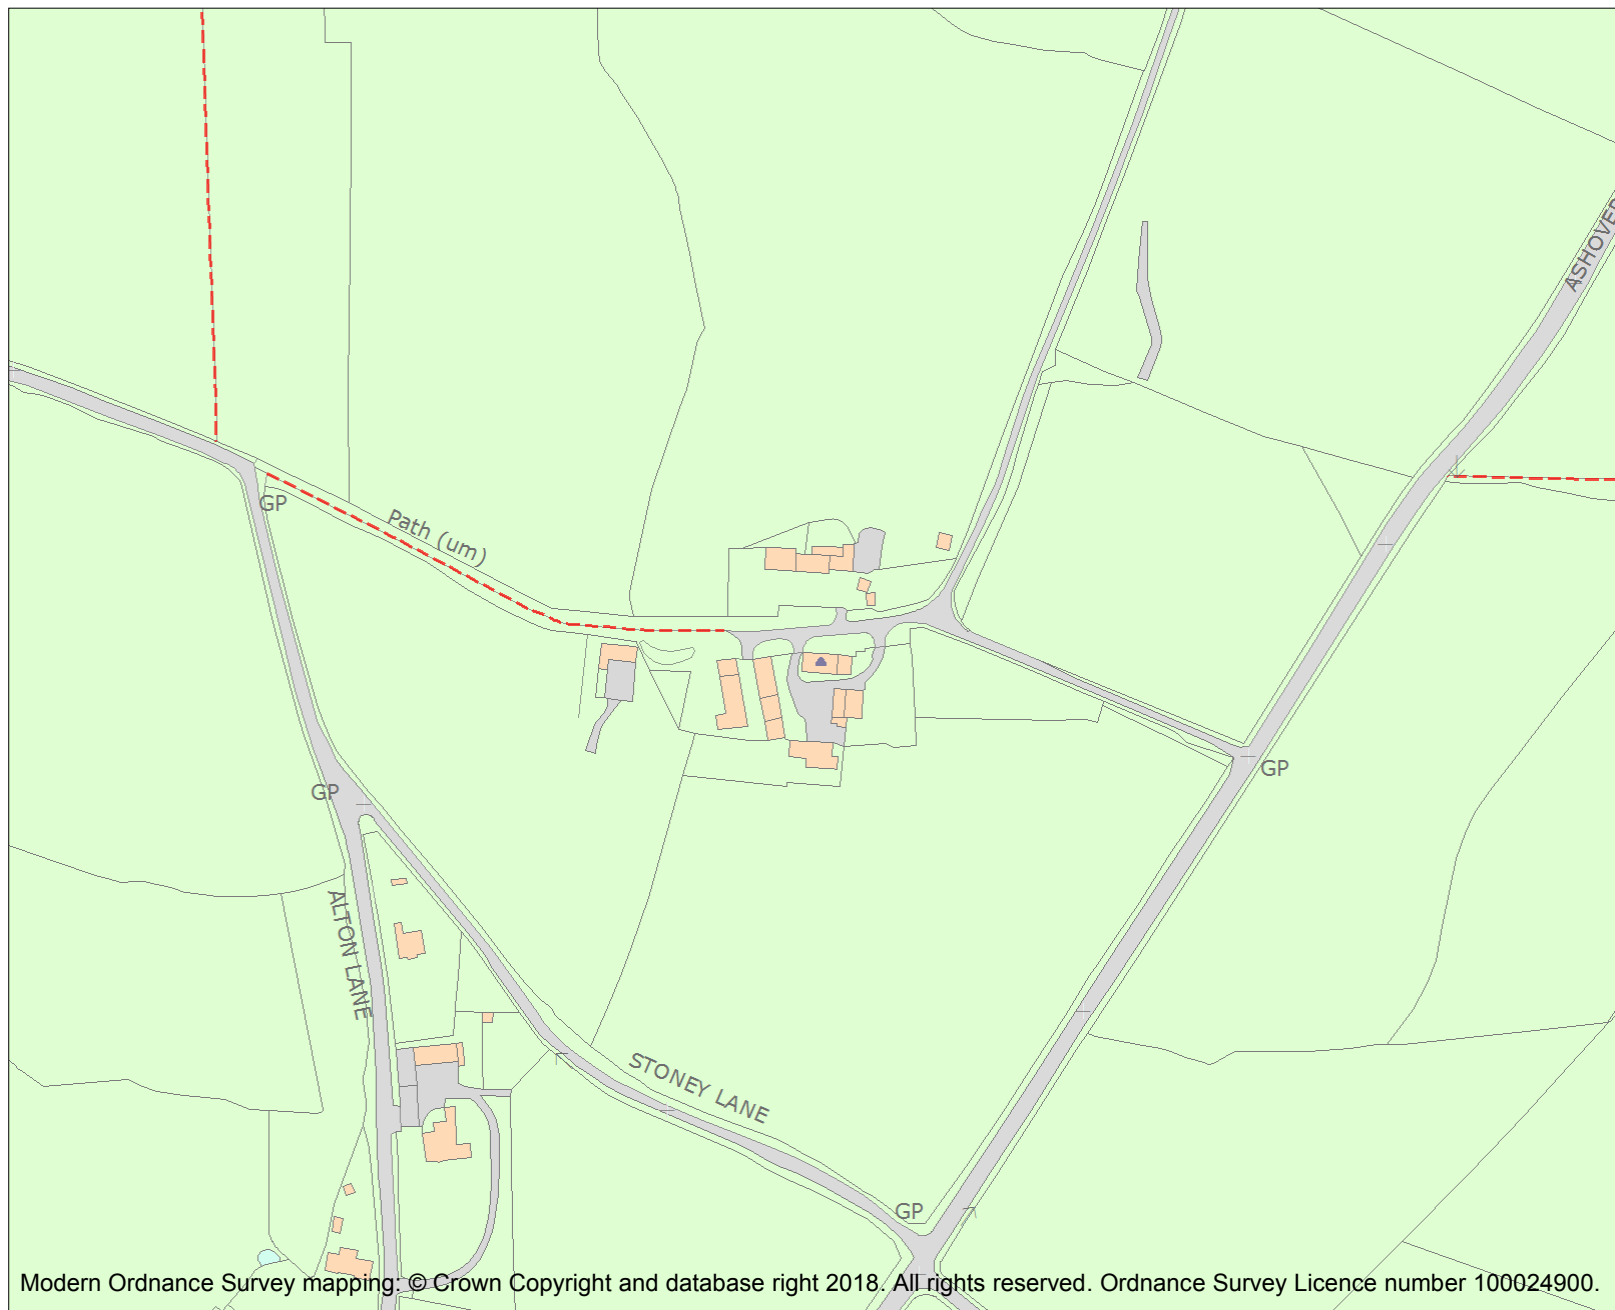 ASHOVE
GP
Path (um)
GP
GP
ALTON LANE
STONEY LANE
GP
Modern Ordnance Survey mapping: © Crown Copyright and database right 2018. All rights reserved. Ordnance Survey Licence number 100024900.